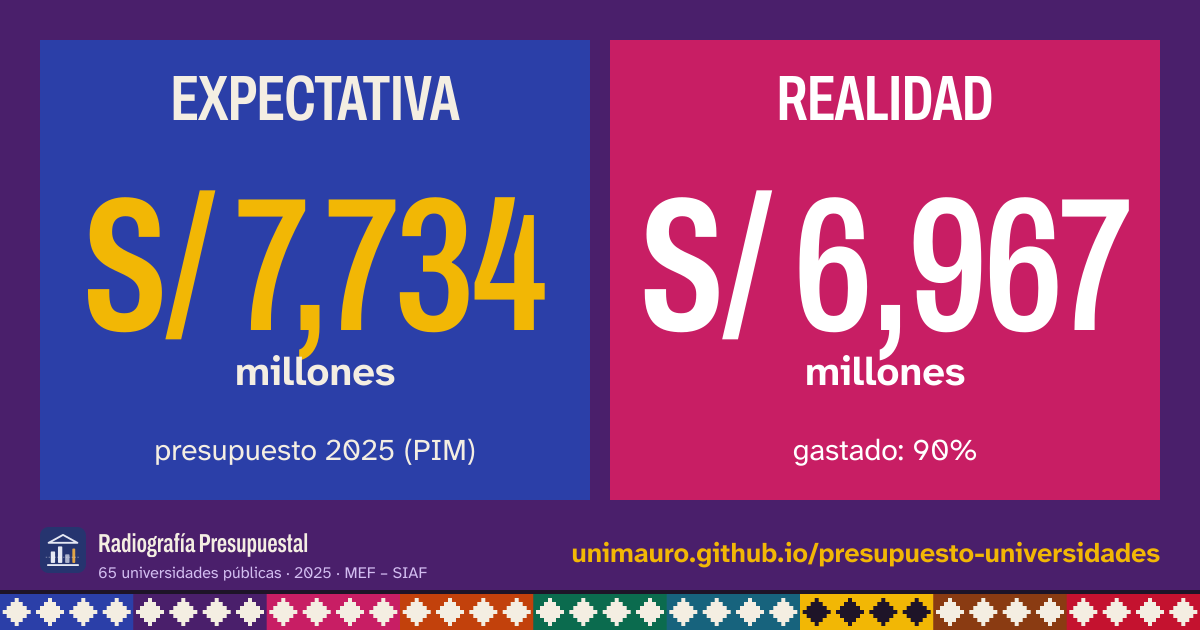 EXPECTATIVA
S/ 7,734
millones
presupuesto 2025 (PIM)
REALIDAD
S/ 6,967
millones
gastado: 90%
Radiografía Presupuestal
65 universidades públicas · 2025 · MEF – SIAF
unimauro.github.io/presupuesto-universidades